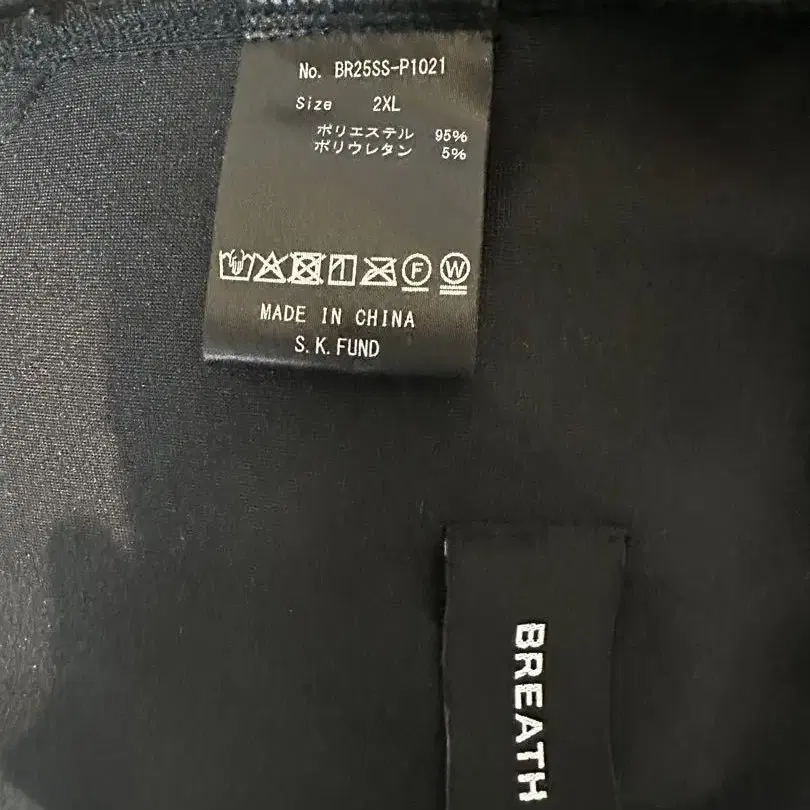 No. BR25SS-P1021
Size 2XL
ポリエステル 95%
ポリウレタン 5%
F W
MADE IN CHINA
S.K.FUND
BREATH